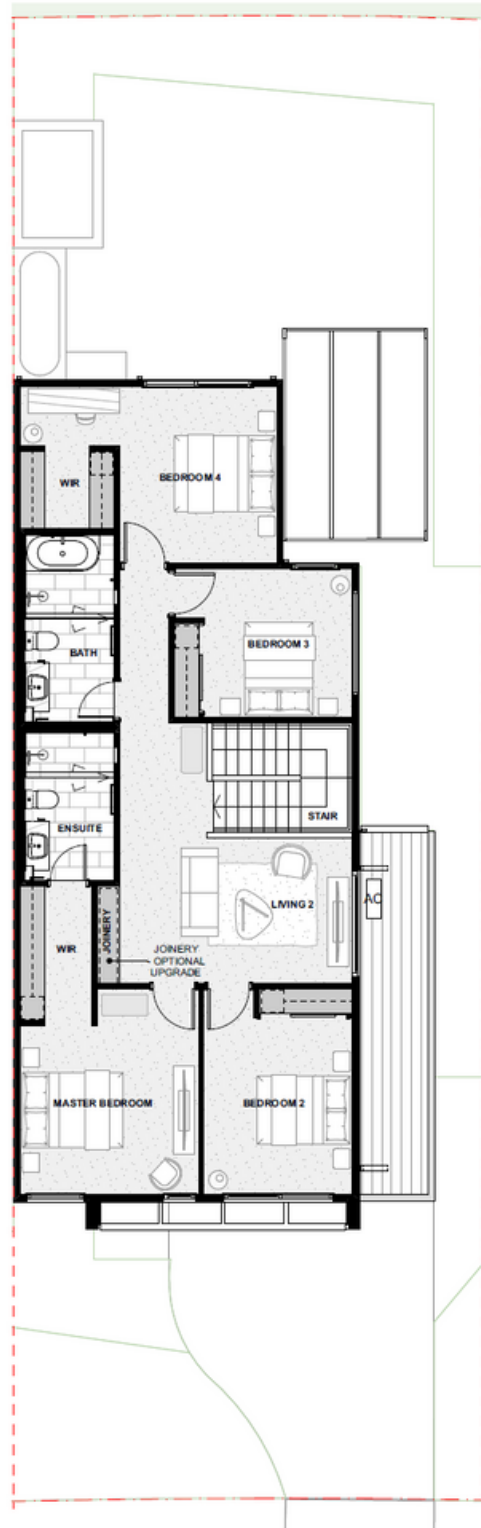 WIR
BEDROOM 4
BEDROOM 3
BATH
STAIR
ENSUITE
LIVING 2
AC
WIR
JOINERY
JOINERY
OPTIONAL
UPGRADE
MASTER BEDROOM
BEDROOM 2